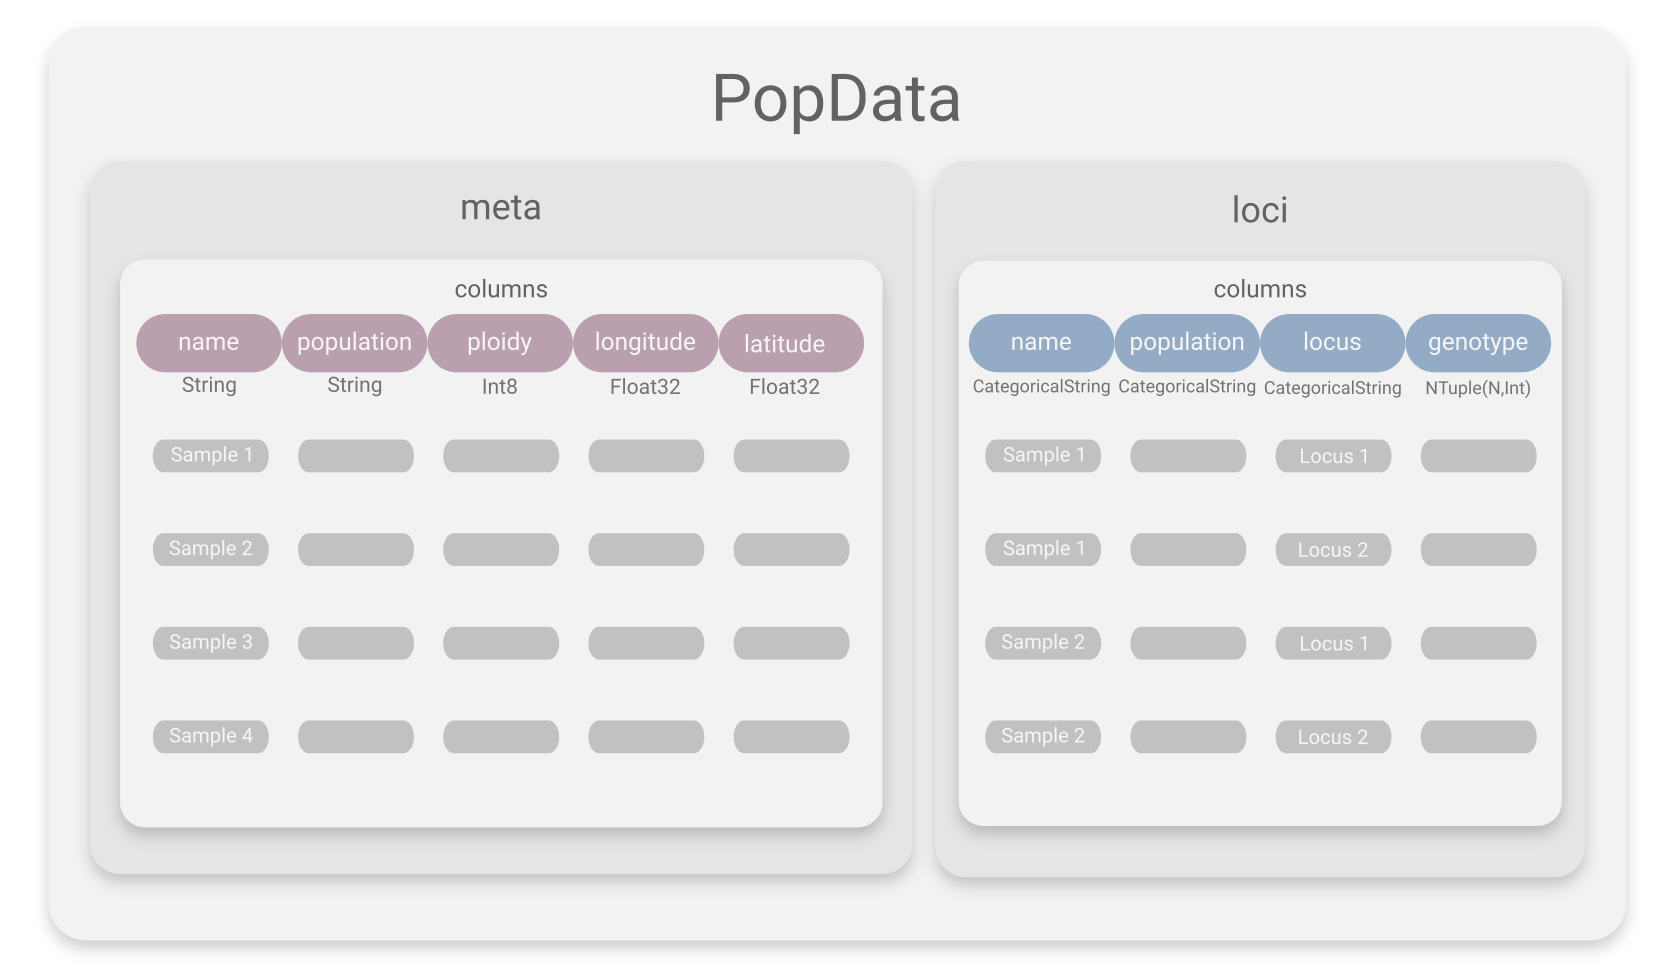 PopData
meta
columns
name population ploidy longitude latitude
String String Int8 Float32 Float32
Sample 1
Sample 2
Sample 3
Sample 4
loci
columns
name population locus genotype
CategoricalString CategoricalString CategoricalString NTuple(N,Int)
Sample 1 Locus 1
Sample 1 Locus 2
Sample 2 Locus 1
Sample 2 Locus 2